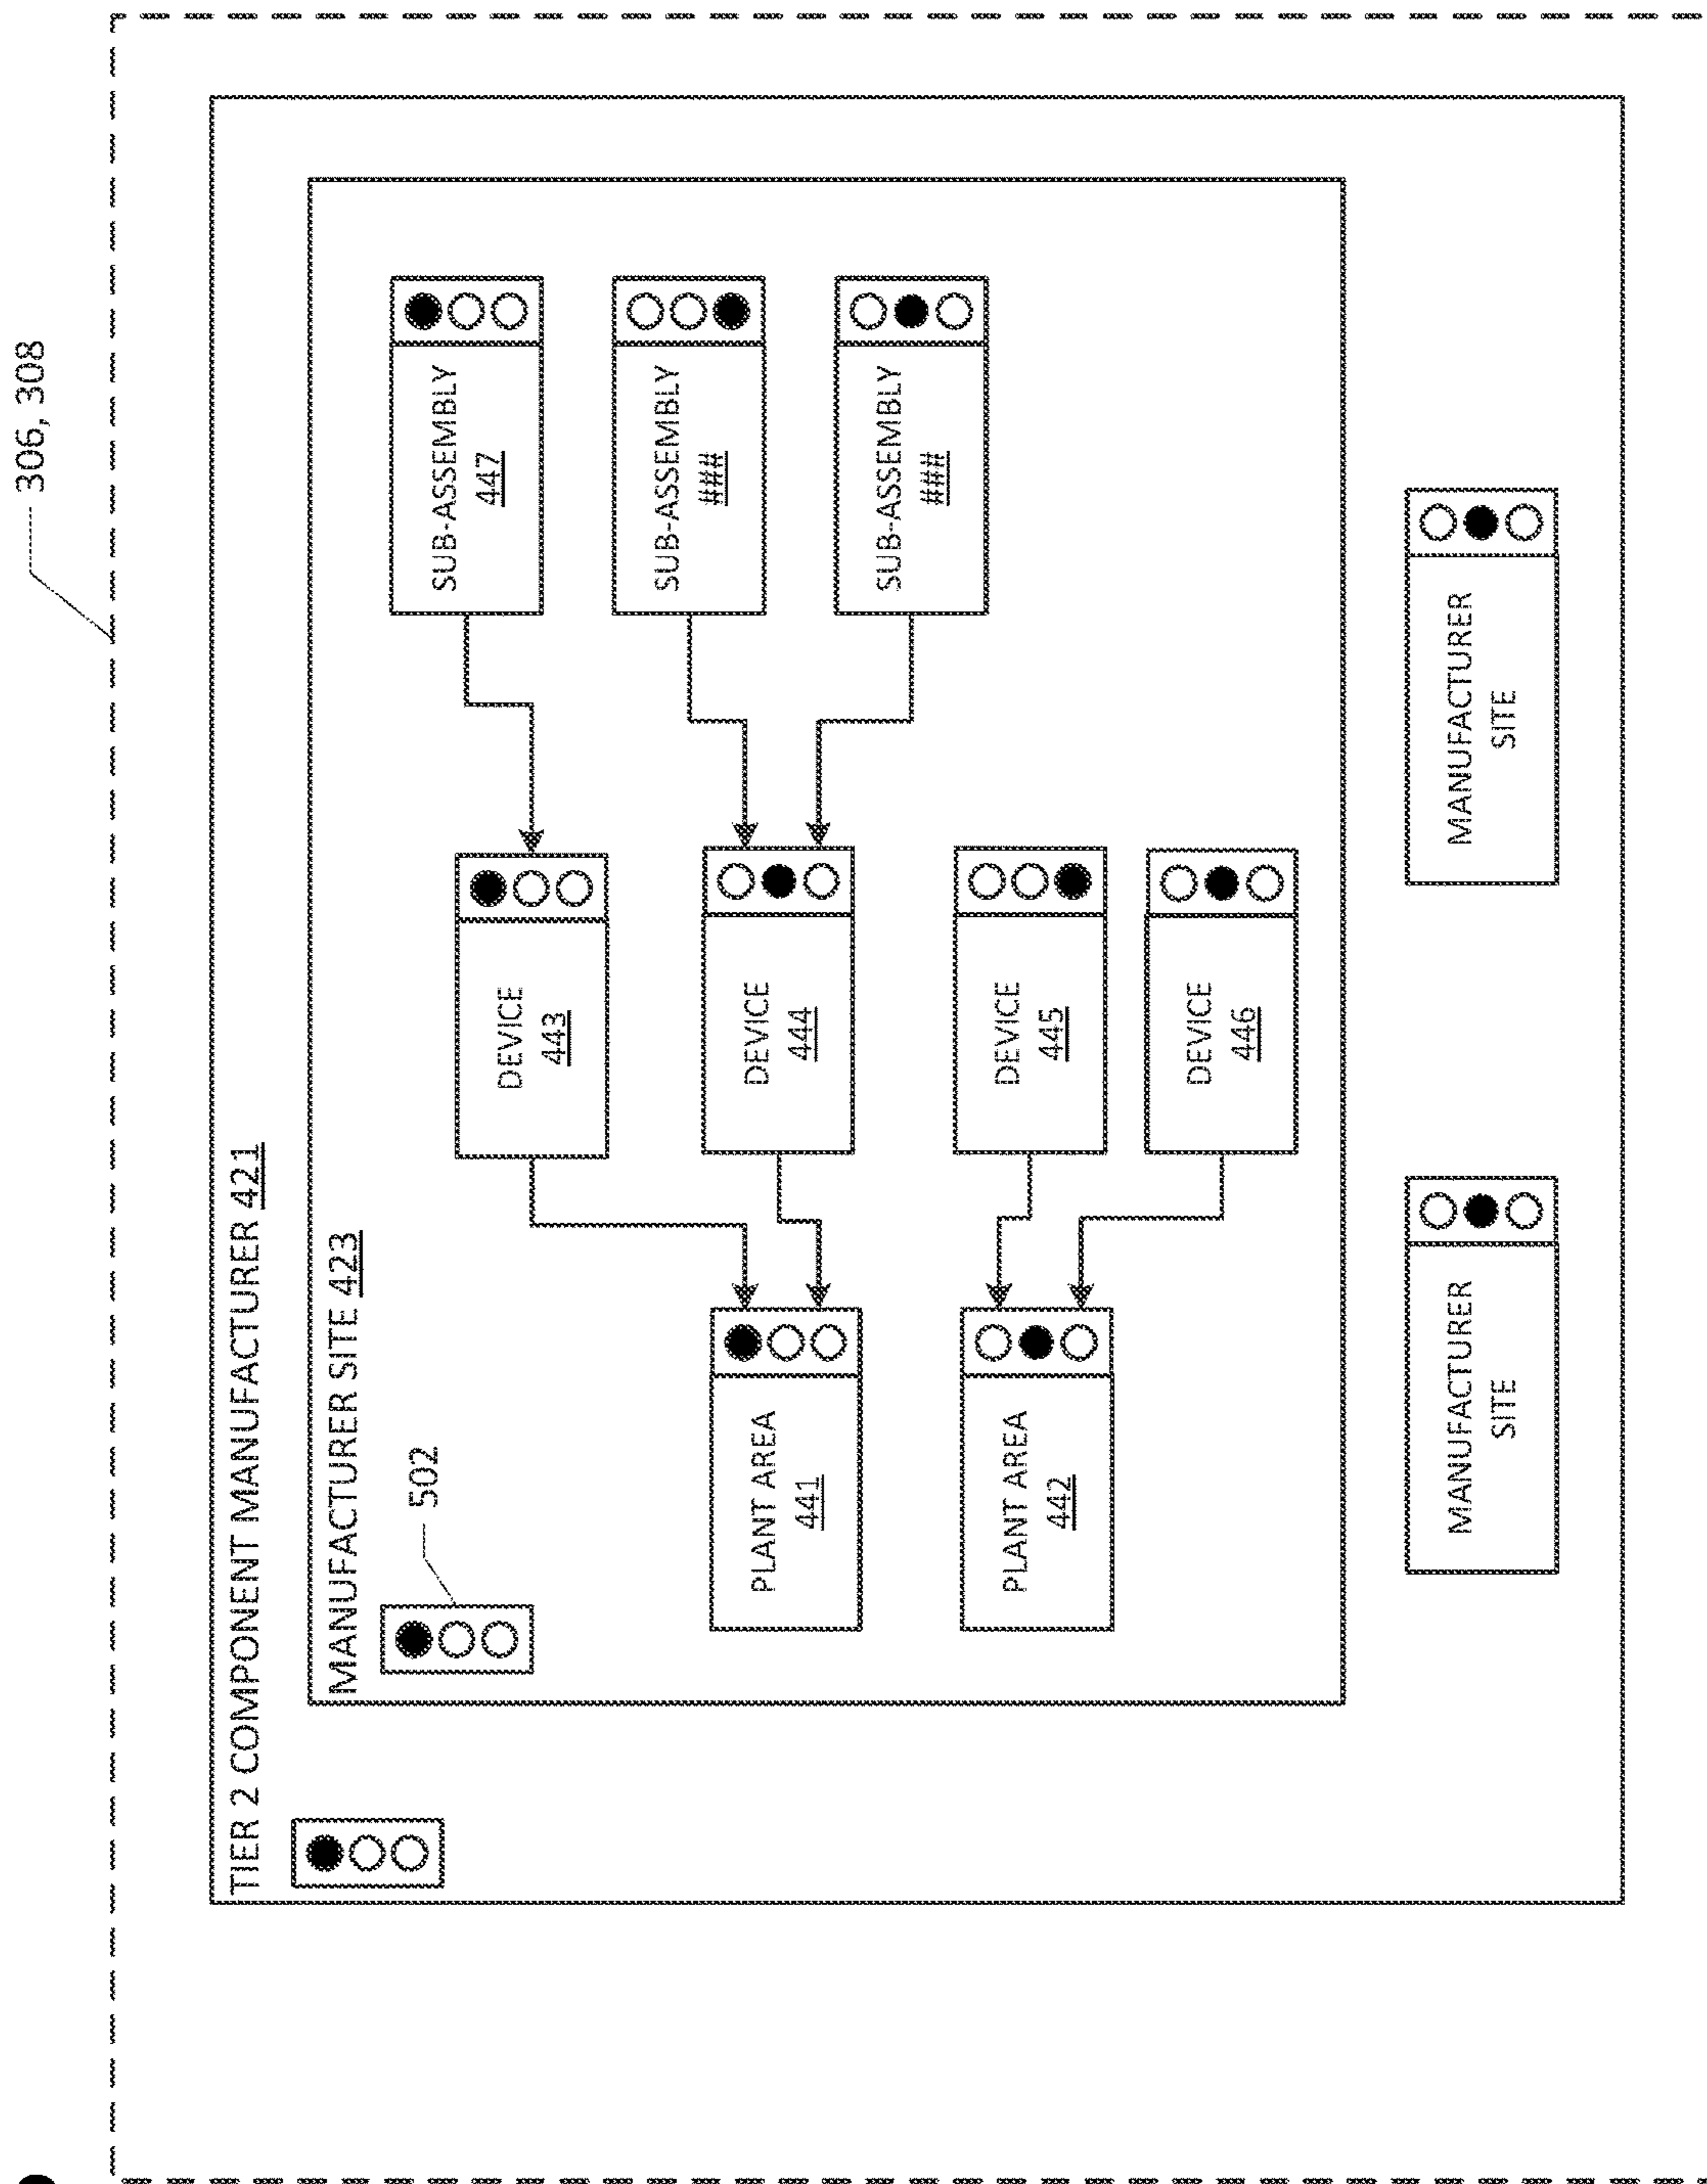 306, 308
TIER 2 COMPONENT MANUFACTURER 421
MANUFACTURER SITE 423
502
SUB-ASSEMBLY
447
DEVICE
443
SUB-ASSEMBLY
###
PLANT AREA
441
DEVICE
444
SUB-ASSEMBLY
###
PLANT AREA
442
DEVICE
445
DEVICE
446
MANUFACTURER
SITE
MANUFACTURER
SITE